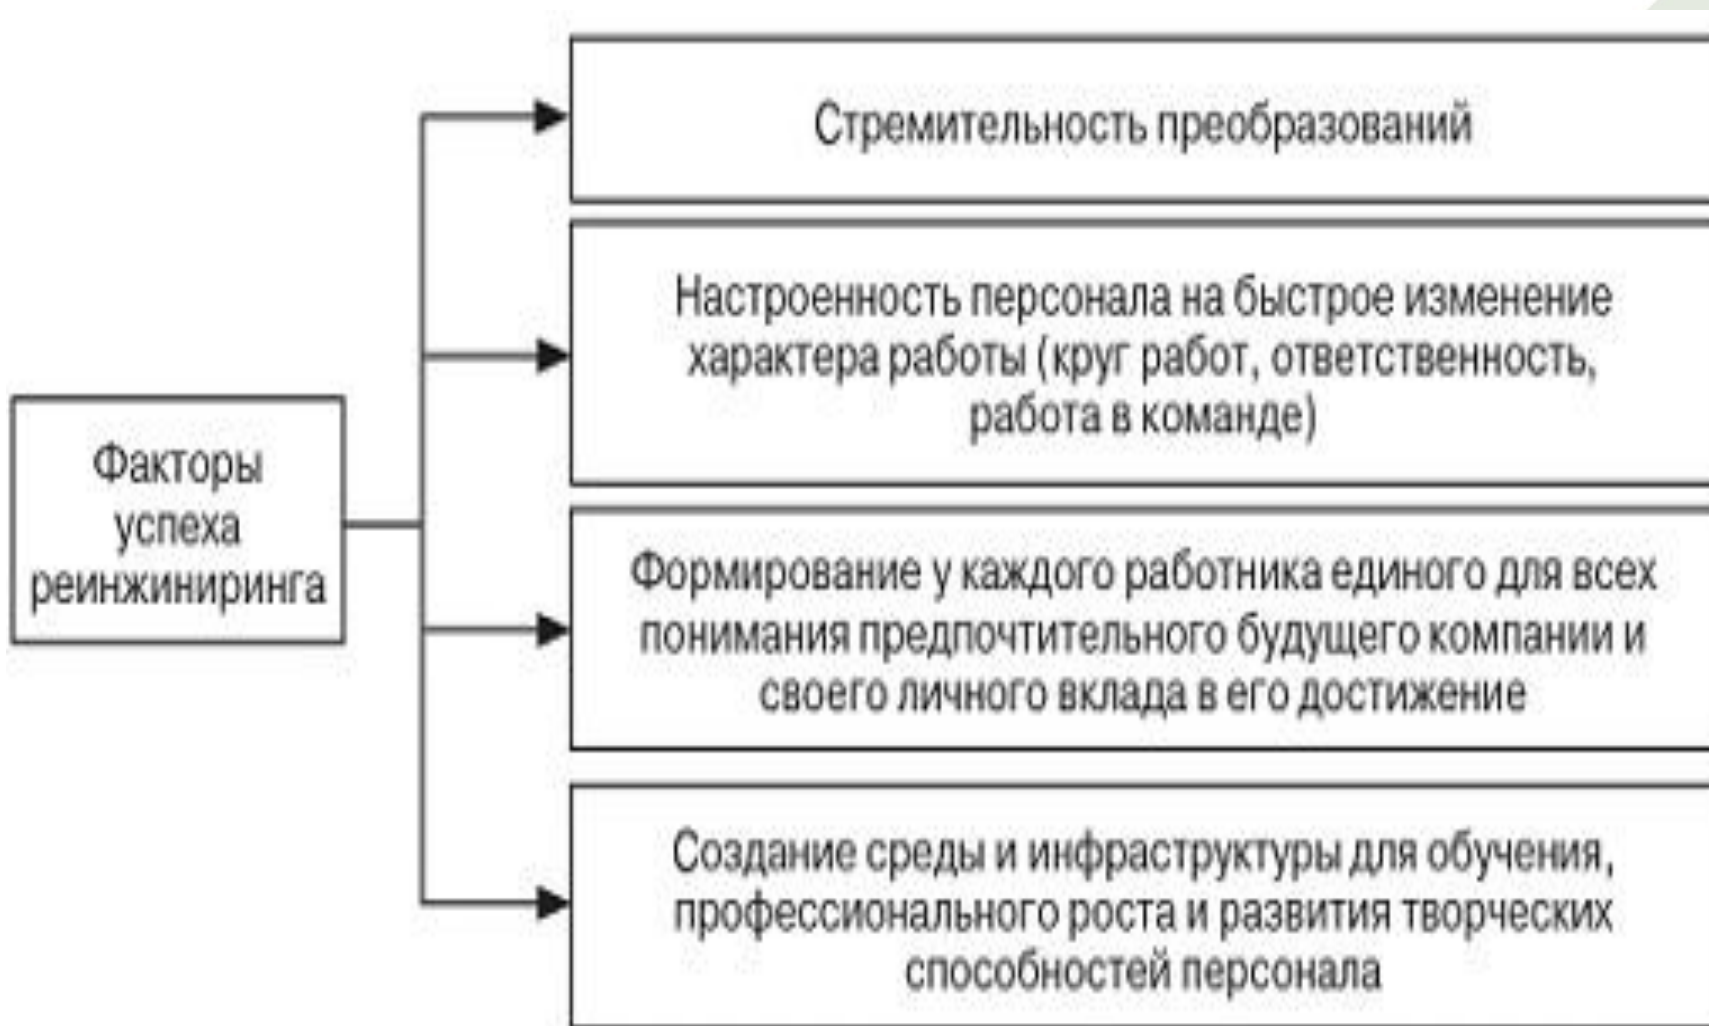 Факторы
успеха
реинжиниринга
Стремительность преобразований
Настроенность персонала на быстрое изменение
характера работы (круг работ, ответственность,
работа в команде)
Формирование у каждого работника единого для всех
понимания предпочтительного будущего компании и
своего личного вклада в его достижение
Создание среды и инфраструктуры для обучения,
профессионального роста и развития творческих
способностей персонала